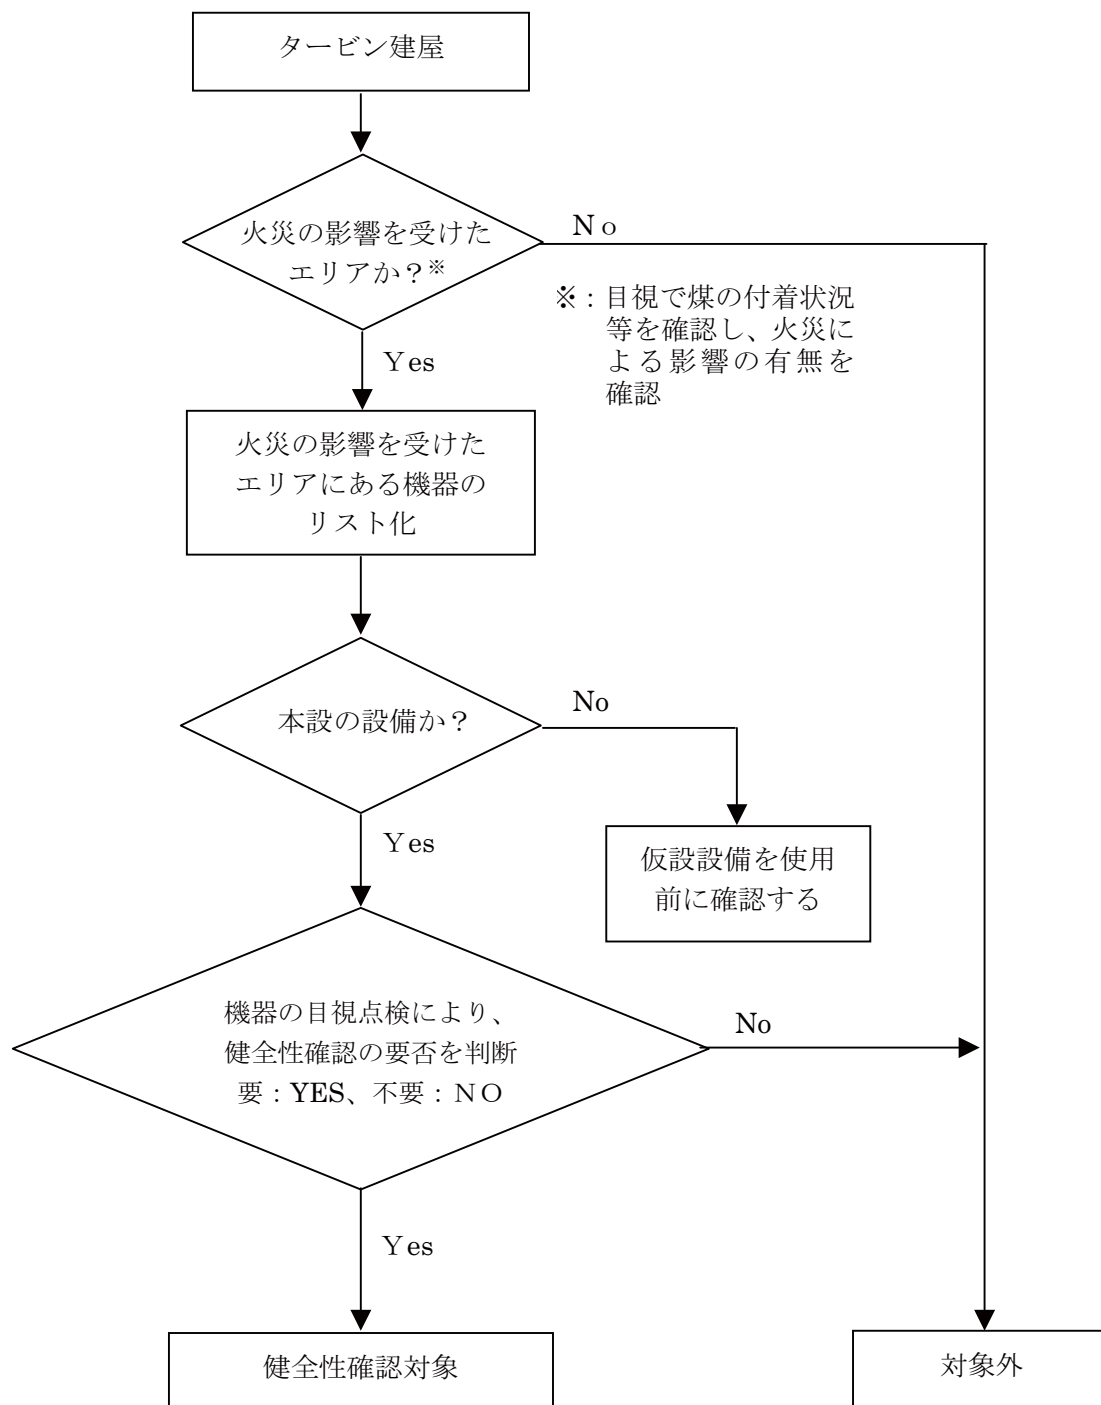 タービン建屋
火災の影響を受けた
エリアか？※
Ｎｏ
※：目視で煤の付着状況
等を確認し、火災に
よる影響の有無を
確認
Ｙes
火災の影響を受けた
エリアにある機器の
リスト化
本設の設備か？
No
Ｙes
仮設設備を使用
前に確認する
機器の目視点検により、
健全性確認の要否を判断
要：YES、不要：ＮＯ
No
Ｙes
健全性確認対象
対象外